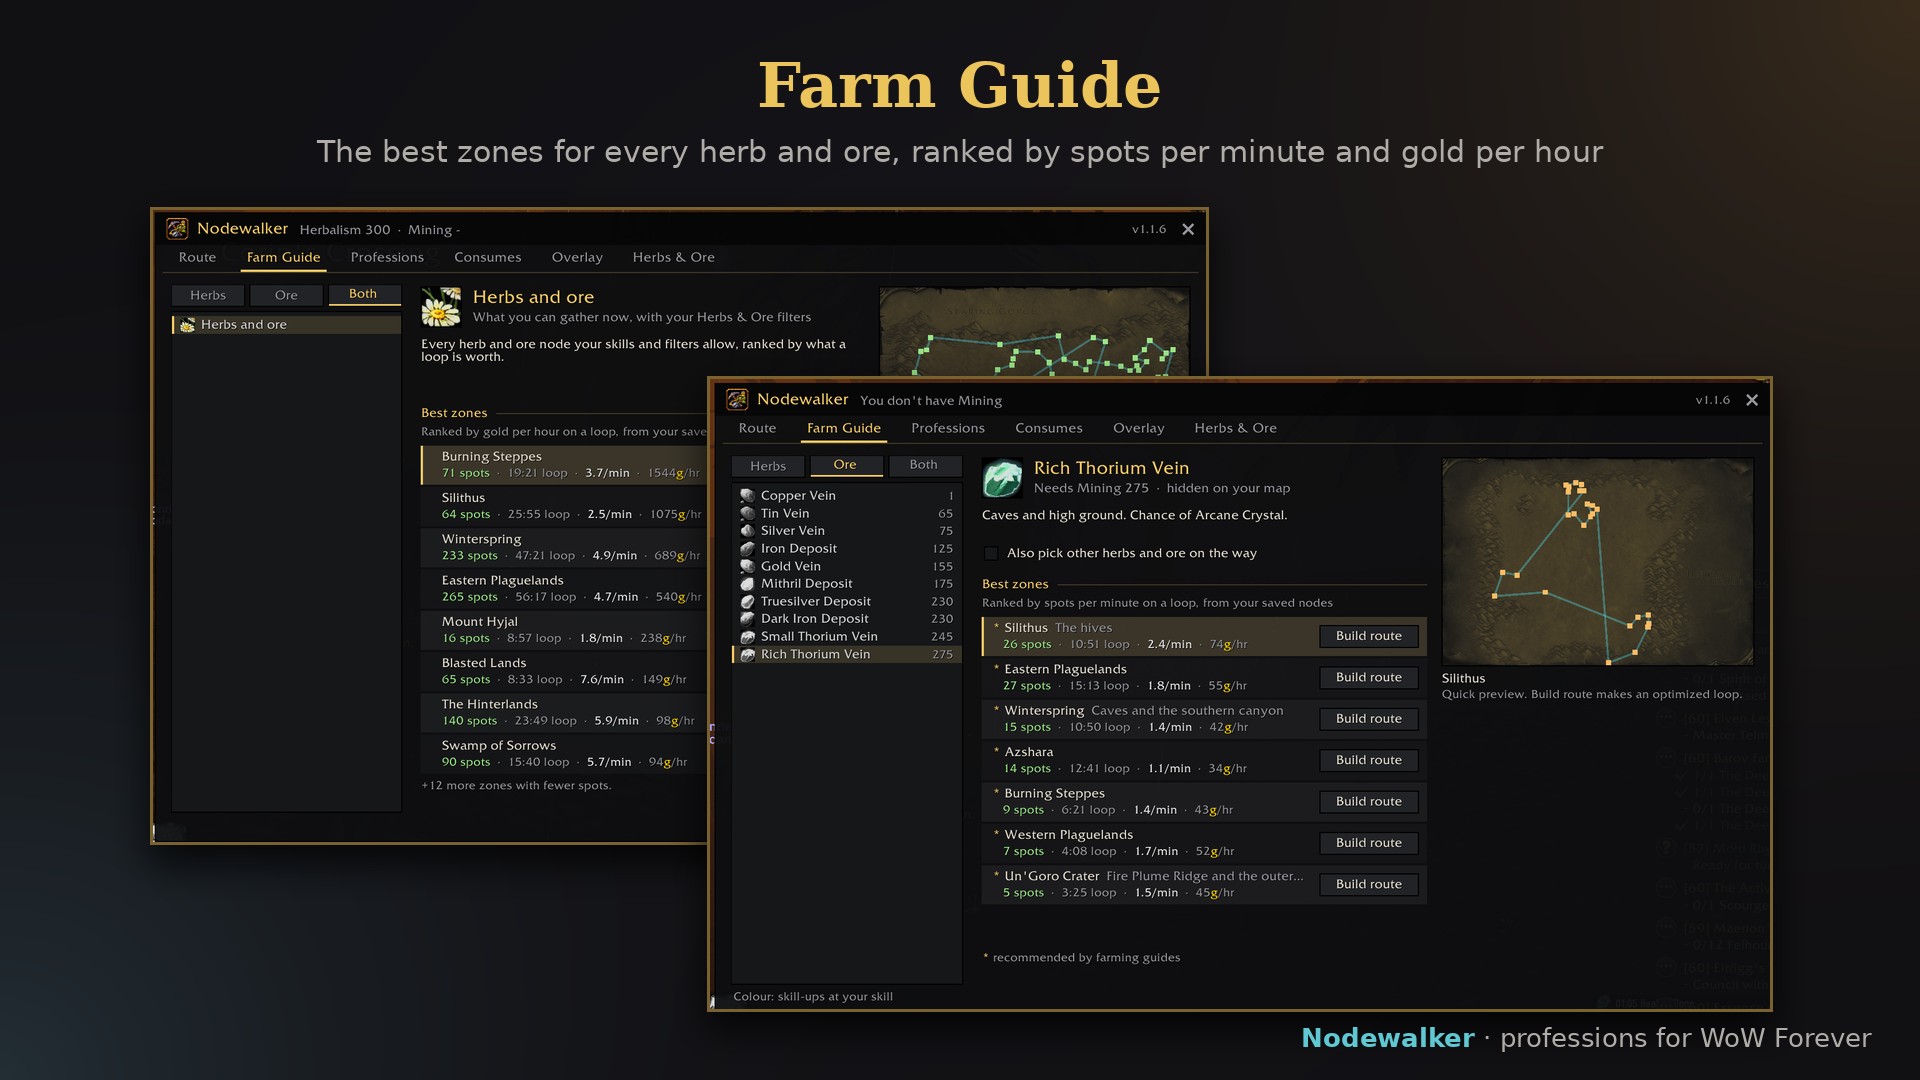 Farm Guide
The best zones for every herb and ore, ranked by spots per minute and gold per hour
Nodewalker Herbalism 300 · Mining - v1.1.6
Route Farm Guide Professions Consumes Overlay Herbs & Ore
Herbs Ore Both
Herbs and ore
Herbs and ore
What you can gather now, with your Herbs & Ore filters
Every herb and ore node your skills and filters allow, ranked by what a
loop is worth.
Best zones
Ranked by gold per hour on a loop, from your save
Burning Steppes
71 spots · 19:21 loop · 3.7/min · 1544g/hr
Silithus
64 spots · 25:55 loop · 2.5/min · 1075g/hr
Winterspring
233 spots · 47:21 loop · 4.9/min · 689g/hr
Eastern Plaguelands
265 spots · 56:17 loop · 4.7/min · 540g/hr
Mount Hyjal
16 spots · 8:57 loop · 1.8/min · 238g/hr
Blasted Lands
65 spots · 8:33 loop · 7.6/min · 149g/hr
The Hinterlands
140 spots · 23:49 loop · 5.9/min · 98g/hr
Swamp of Sorrows
90 spots · 15:40 loop · 5.7/min · 94g/hr
+12 more zones with fewer spots.
Nodewalker You don't have Mining v1.1.6
Route Farm Guide Professions Consumes Overlay Herbs & Ore
Herbs Ore Both
Copper Vein 1
Tin Vein 65
Silver Vein 75
Iron Deposit 125
Gold Vein 155
Mithril Deposit 175
Truesilver Deposit 230
Dark Iron Deposit 230
Small Thorium Vein 245
Rich Thorium Vein 275
Colour: skill-ups at your skill
Rich Thorium Vein
Needs Mining 275 · hidden on your map
Caves and high ground. Chance of Arcane Crystal.
Also pick other herbs and ore on the way
Best zones
Ranked by spots per minute on a loop, from your saved nodes
* Silithus The hives
26 spots · 10:51 loop · 2.4/min · 74g/hr
Build route
* Eastern Plaguelands
27 spots · 15:13 loop · 1.8/min · 55g/hr
Build route
* Winterspring Caves and the southern canyon
15 spots · 10:50 loop · 1.4/min · 42g/hr
Build route
* Azshara
14 spots · 12:41 loop · 1.1/min · 34g/hr
Build route
* Burning Steppes
9 spots · 6:21 loop · 1.4/min · 43g/hr
Build route
* Western Plaguelands
7 spots · 4:08 loop · 1.7/min · 52g/hr
Build route
* Un'Goro Crater Fire Plume Ridge and the outer...
5 spots · 3:25 loop · 1.5/min · 45g/hr
Build route
* recommended by farming guides
Silithus
Quick preview. Build route makes an optimized loop.
Nodewalker · professions for WoW Forever